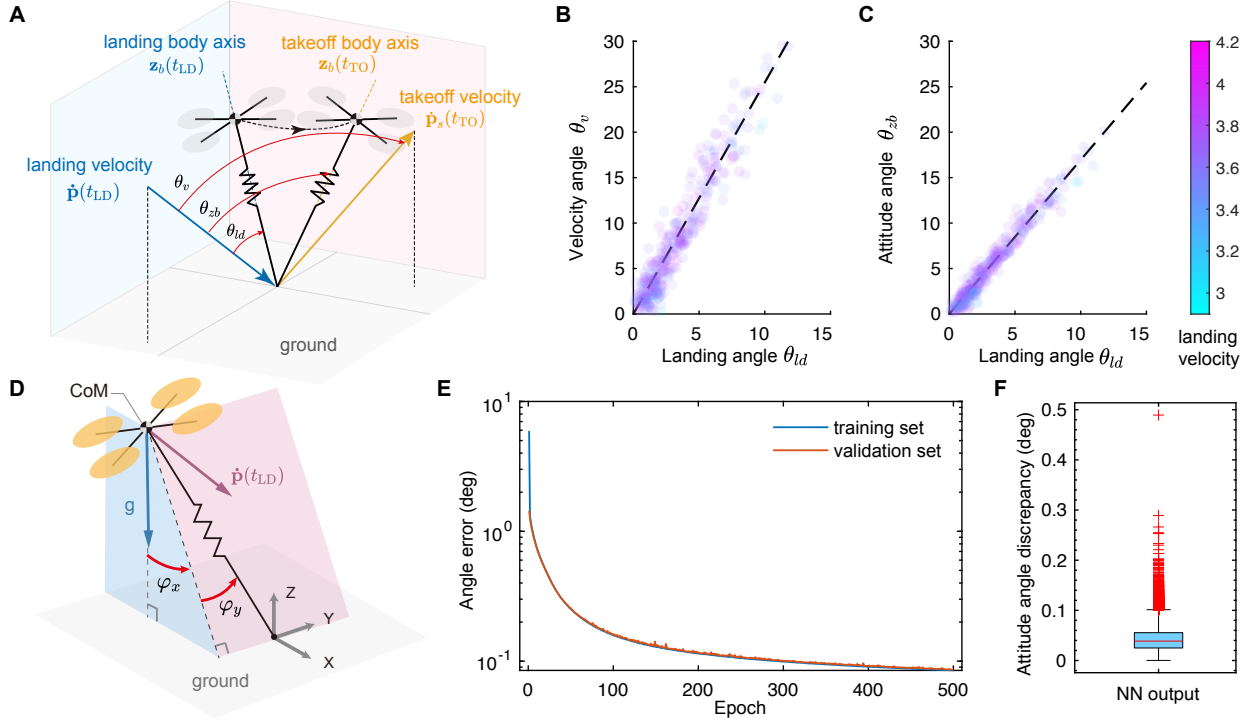 A
landing body axis
z_b(t_LD)
takeoff body axis
z_b(t_TO)
takeoff velocity
ṗ_s(t_TO)
landing velocity
ṗ(t_LD)
θ_v
θ_zb
θ_ld
ground
B
Velocity angle θ_v
30
25
20
15
10
5
0
0 5 10 15
Landing angle θ_ld
C
Attitude angle θ_zb
30
25
20
15
10
5
0
0 5 10 15
Landing angle θ_ld
4.2
4
3.8
3.6
3.4
3.2
3
landing
velocity
D
CoM
ṗ(t_LD)
g
φ_x
φ_y
Z
Y
X
ground
E
Angle error (deg)
10^1
10^0
10^-1
training set
validation set
0 100 200 300 400 500
Epoch
F
Attitude angle discrepancy (deg)
0.5
0.4
0.3
0.2
0.1
0
NN output